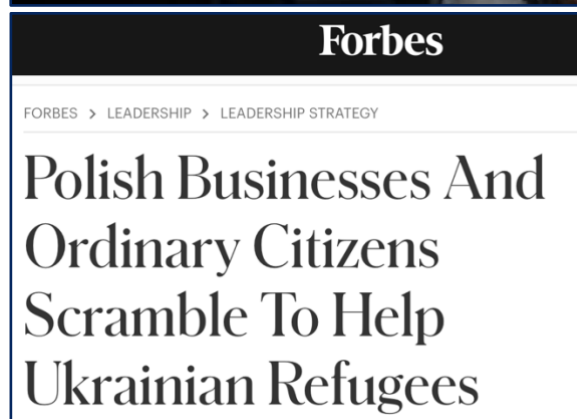 Forbes
FORBES > LEADERSHIP > LEADERSHIP STRATEGY
Polish Businesses And
Ordinary Citizens
Scramble To Help
Ukrainian Refugees